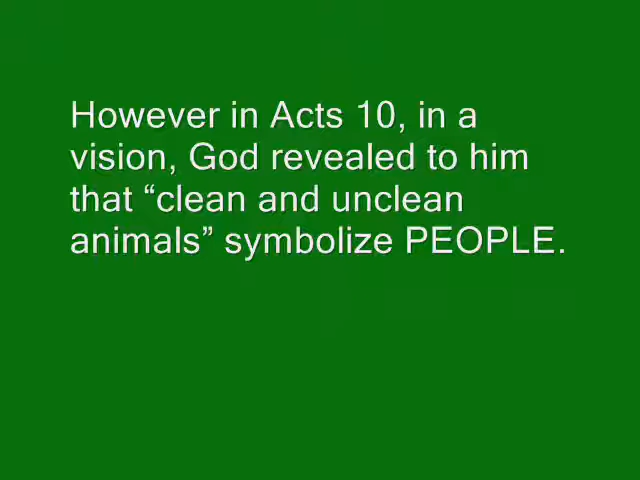 However in Acts 10, in a
vision, God revealed to him
that “clean and unclean
animals” symbolize PEOPLE.